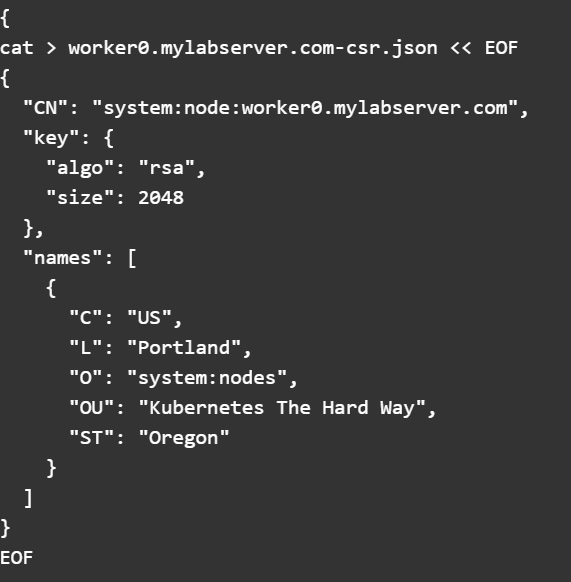 {
cat > worker0.mylabserver.com-csr.json << EOF
{
  "CN": "system:node:worker0.mylabserver.com",
  "key": {
    "algo": "rsa",
    "size": 2048
  },
  "names": [
    {
      "C": "US",
      "L": "Portland",
      "O": "system:nodes",
      "OU": "Kubernetes The Hard Way",
      "ST": "Oregon"
    }
  ]
}
EOF